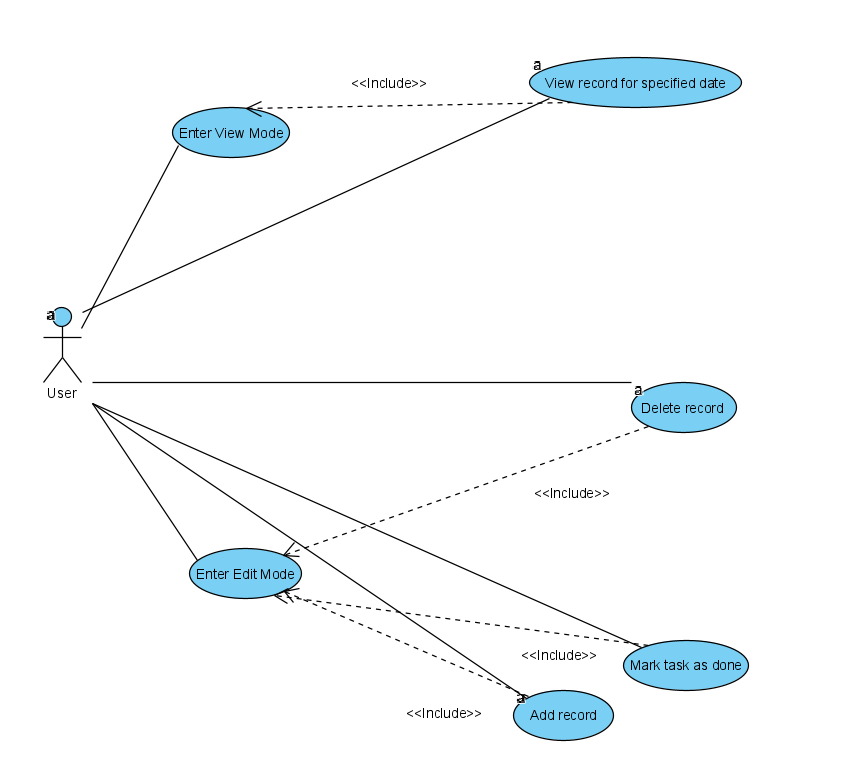 a
<<Include>>
View record for specified date
Enter View Mode
a
User
a
Delete record
<<Include>>
Enter Edit Mode
<<Include>>
Mark task as done
a
<<Include>>
Add record